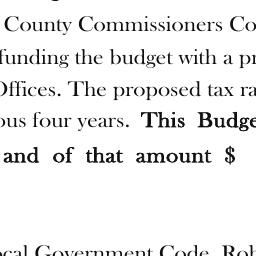 County Commissioners Co
funding the budget with a pr
Offices. The proposed tax ra
ous four years. This Budge
and of that amount $
ocal Government Code, Rob